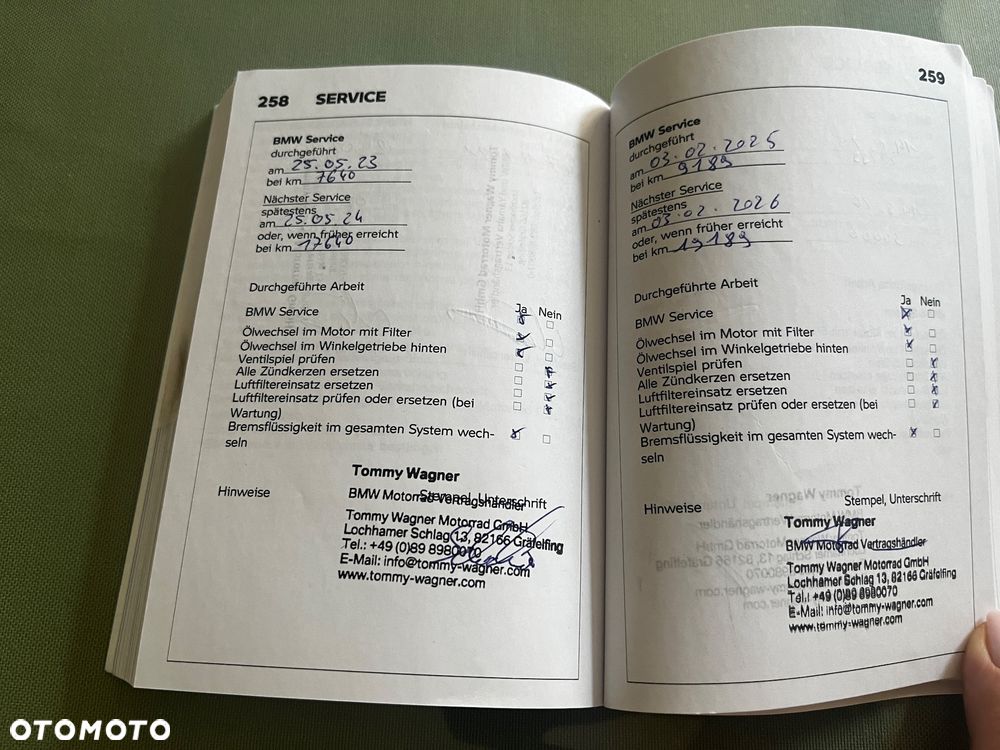 258 SERVICE
BMW Service
durchgeführt
am 25.05.23
bei km 7640
Nächster Service
spätestens
am 25.05.24
oder, wenn früher erreicht
bei km 17640
Durchgeführte Arbeit
Ja Nein
BMW Service
Ölwechsel im Motor mit Filter
Ölwechsel im Winkelgetriebe hinten
Ventilspiel prüfen
Alle Zündkerzen ersetzen
Luftfiltereinsatz ersetzen
Luftfiltereinsatz prüfen oder ersetzen (bei
Wartung)
Bremsflüssigkeit im gesamten System wech-
seln
Hinweise
Stempel, Unterschrift
Tommy Wagner
BMW Motorrad Vertragshändler
Tommy Wagner Motorrad GmbH
Lochhamer Schlag 13, 82166 Gräfelfing
Tel.: +49 (0)89 8980070
E-Mail: info@tommy-wagner.com
www.tommy-wagner.com
259
BMW Service
durchgeführt
am 03.02.2025
bei km 9189
Nächster Service
spätestens
am 03.02.2026
oder, wenn früher erreicht
bei km 19189
Durchgeführte Arbeit
Ja Nein
BMW Service
Ölwechsel im Motor mit Filter
Ölwechsel im Winkelgetriebe hinten
Ventilspiel prüfen
Alle Zündkerzen ersetzen
Luftfiltereinsatz ersetzen
Luftfiltereinsatz prüfen oder ersetzen (bei
Wartung)
Bremsflüssigkeit im gesamten System wech-
seln
Hinweise
Stempel, Unterschrift
Tommy Wagner
BMW Motorrad Vertragshändler
Tommy Wagner Motorrad GmbH
Lochhamer Schlag 13, 82166 Gräfelfing
Tel.: +49 (0)89 8980070
E-Mail: info@tommy-wagner.com
www.tommy-wagner.com
OTOMOTO